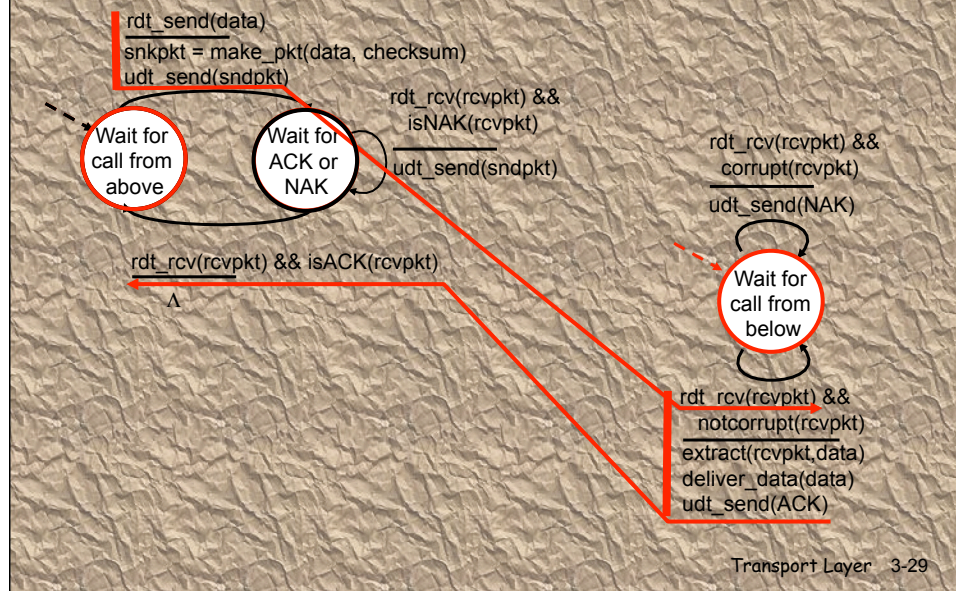 rdt_send(data)
snkpkt = make_pkt(data, checksum)
udt_send(sndpkt)
Wait for
call from
above
Wait for
ACK or
NAK
rdt_rcv(rcvpkt) &&
isNAK(rcvpkt)
udt_send(sndpkt)
rdt_rcv(rcvpkt) && isACK(rcvpkt)
Λ
rdt_rcv(rcvpkt) &&
corrupt(rcvpkt)
udt_send(NAK)
Wait for
call from
below
rdt_rcv(rcvpkt) &&
notcorrupt(rcvpkt)
extract(rcvpkt,data)
deliver_data(data)
udt_send(ACK)
Transport Layer 3-29